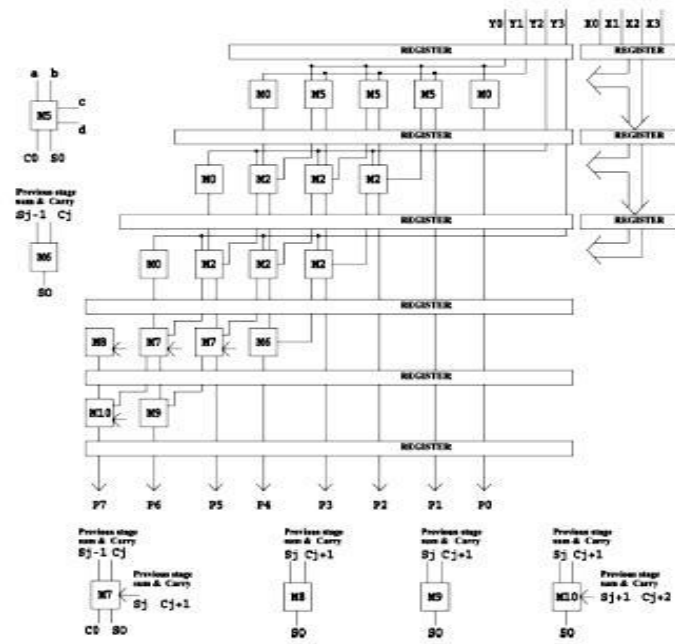 Y0 Y1 Y2 Y3 X0 X1 X2 X3
REGISTER REGISTER
a b
M0 M5 M5 M5 M0
M5 c
d
C0 S0
REGISTER REGISTER
M0 M2 M2 M2
Previous stage
sum & Carry
Sj-1 Cj
REGISTER REGISTER
M6
M0 M2 M2 M2
S0
REGISTER
M8 M7 M7 M6
REGISTER
M10 M9
REGISTER
P7 P6 P5 P4 P3 P2 P1 P0
Previous stage
sum & Carry
Sj-1 Cj
M7
Previous stage
sum & Carry
Sj Cj+1
C0 S0
Previous stage
sum & Carry
Sj Cj+1
M8
S0
Previous stage
sum & Carry
Sj Cj+1
M9
S0
Previous stage
sum & Carry
Sj Cj+1
M10
Previous stage
sum & Carry
Sj+1 Cj+2
S0